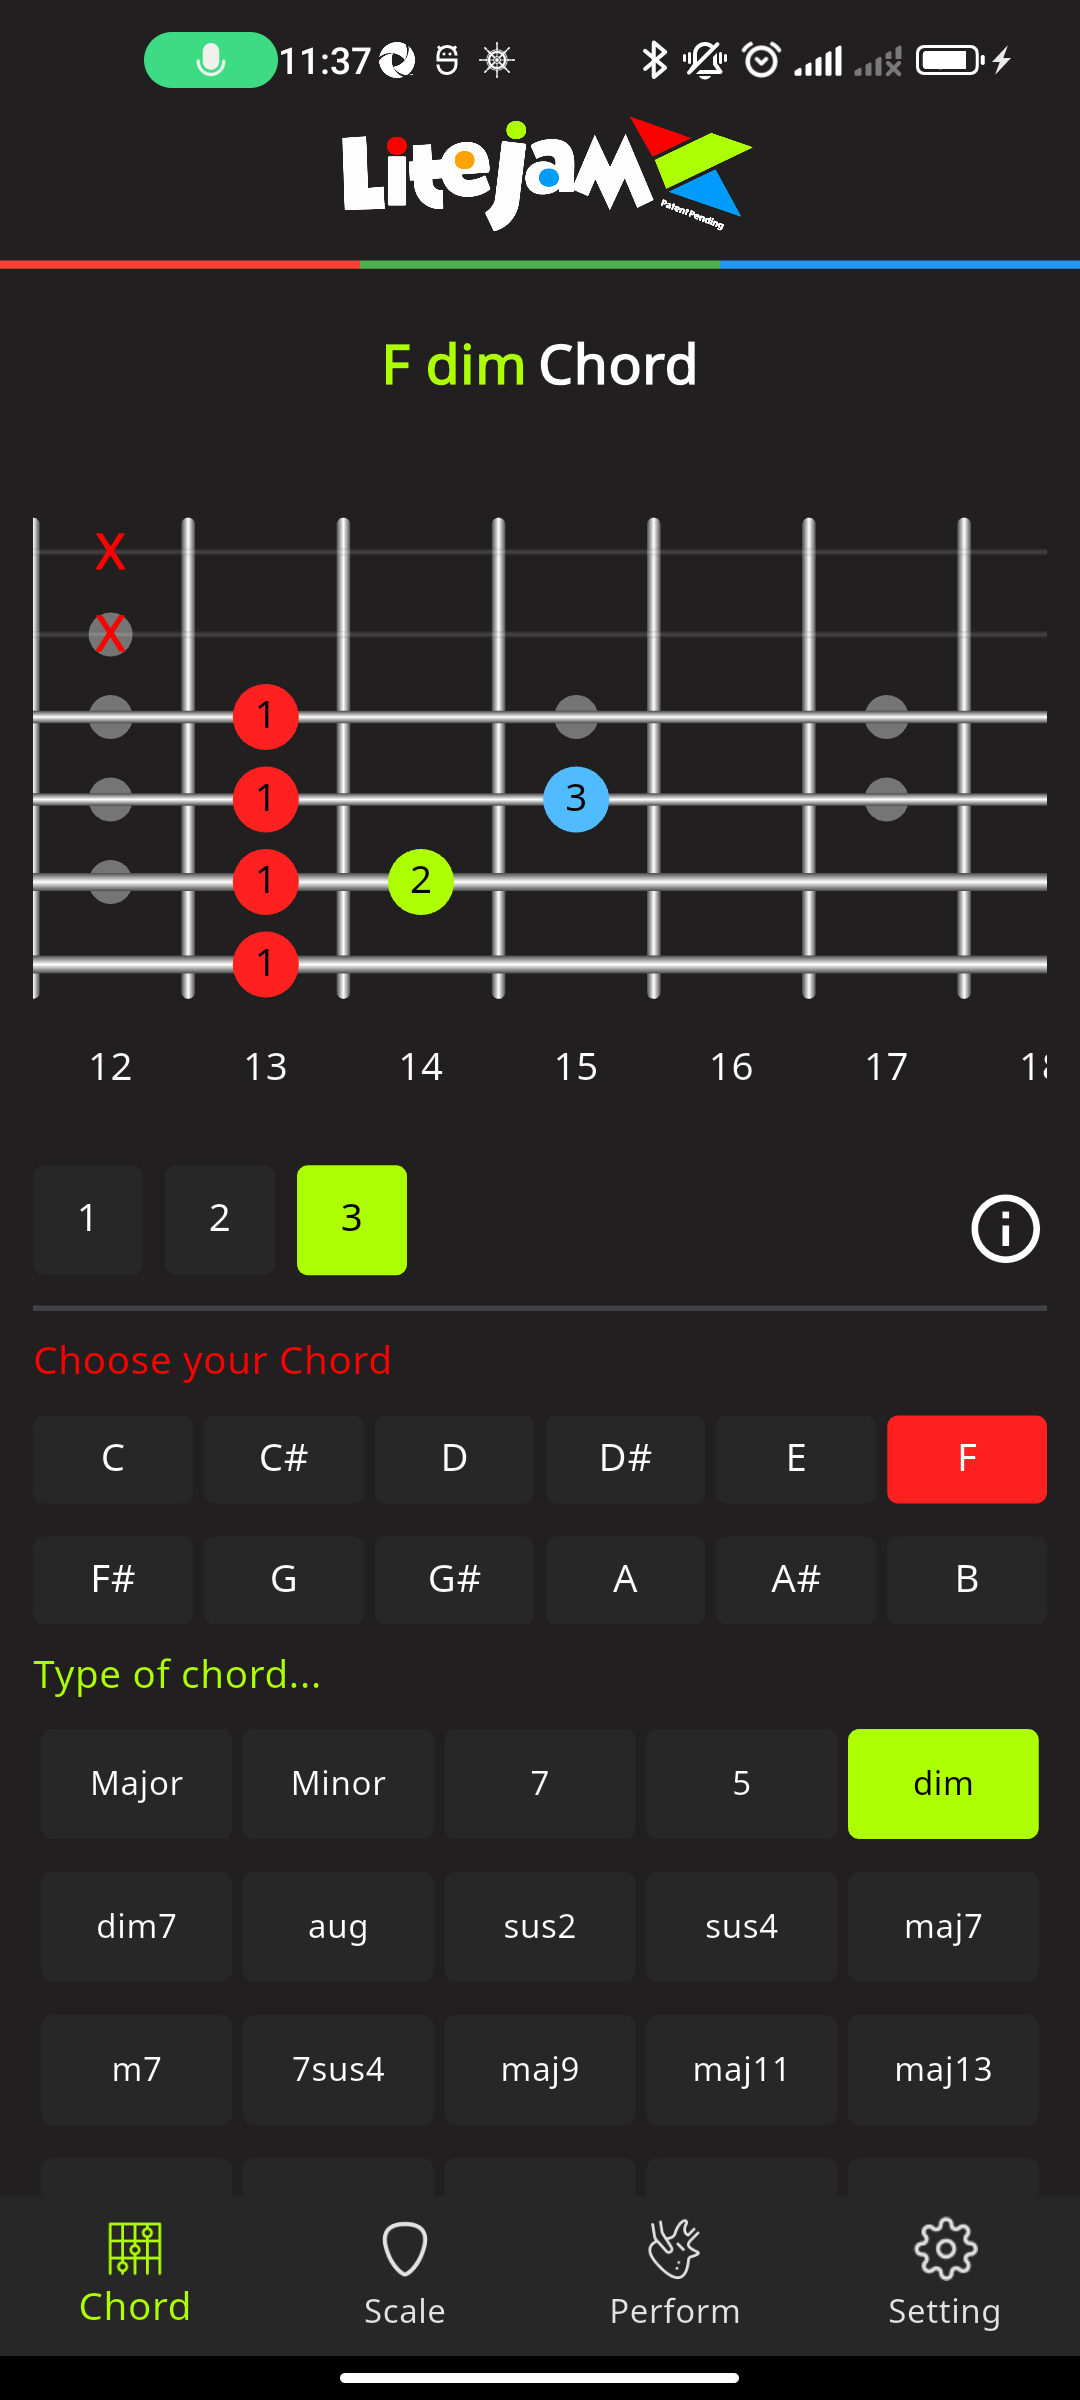 11:37
LiteJam
Patent Pending
F dim Chord
X
X
1
1 3
1 2
1
12 13 14 15 16 17 18
1 2 3
Choose your Chord
C C# D D# E F
F# G G# A A# B
Type of chord...
Major Minor 7 5 dim
dim7 aug sus2 sus4 maj7
m7 7sus4 maj9 maj11 maj13
Chord Scale Perform Setting